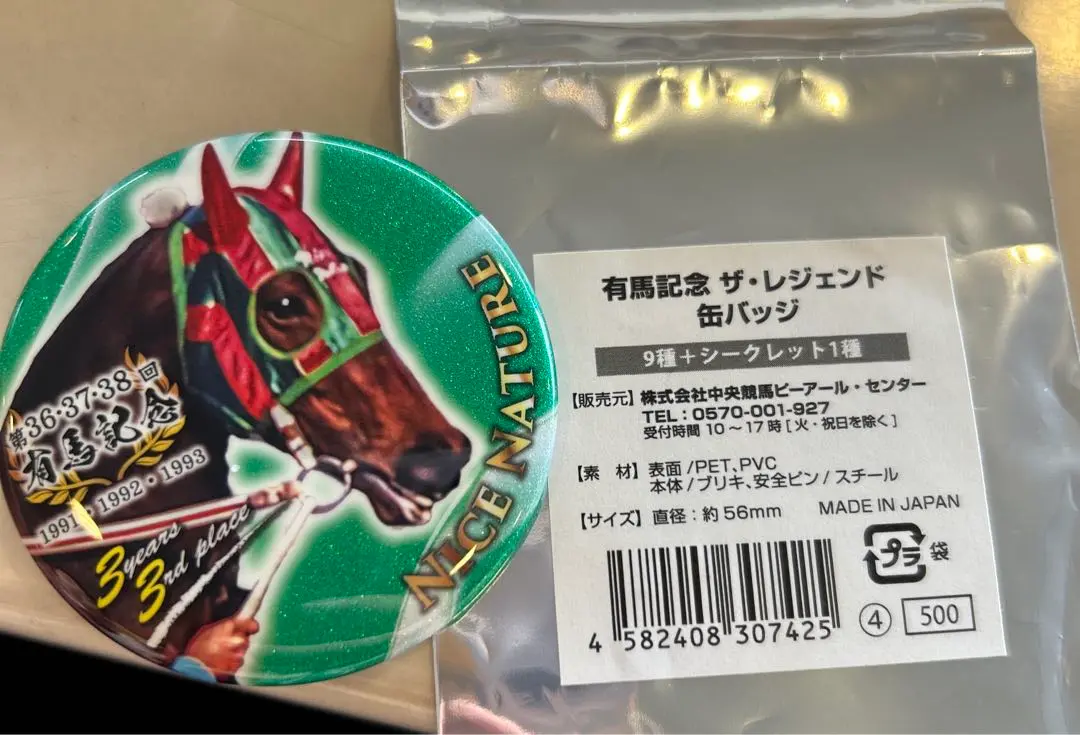 第36・37・38回
有馬記念
1991・1992・1993
3years
3rd place
NICE NATURE
有馬記念 ザ・レジェンド
缶バッジ
9種+シークレット1種
【販売元】株式会社中央競馬ピーアール・センター
TEL:0570-001-927
受付時間 10～17時 [火・祝日を除く]
【素 材】表面/PET、PVC
本体/ブリキ、安全ピン/スチール
【サイズ】直径:約56mm MADE IN JAPAN
プラ 袋
4 582408 307425
④ 500